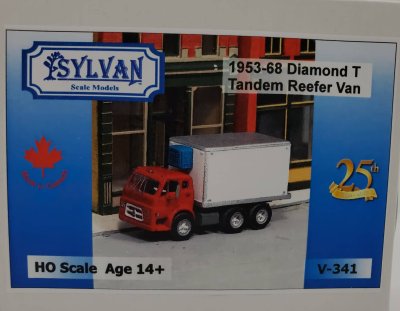 SYLVAN
Scale Models
1953-68 Diamond T
Tandem Reefer Van
25th
HO Scale Age 14+
V-341